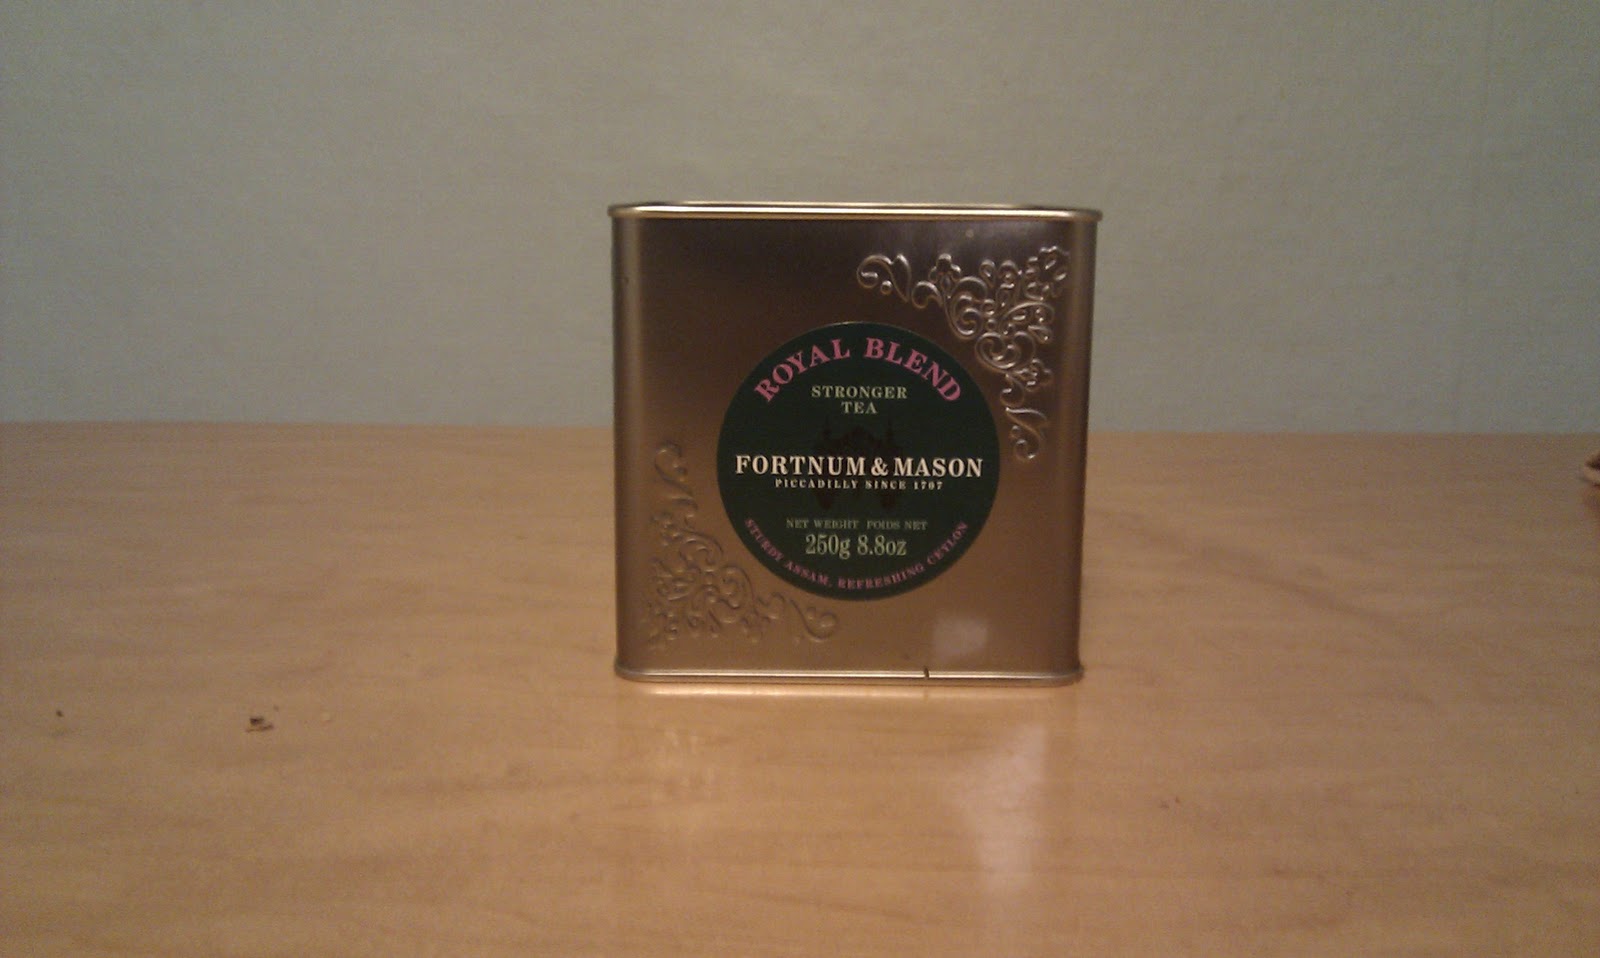 ROYAL BLEND
STRONGER
TEA
FORTNUM & MASON
PICCADILLY SINCE 1707
NET WEIGHT POIDS NET
250g 8.8oz
STURDY ASSAM, REFRESHING CEYLON